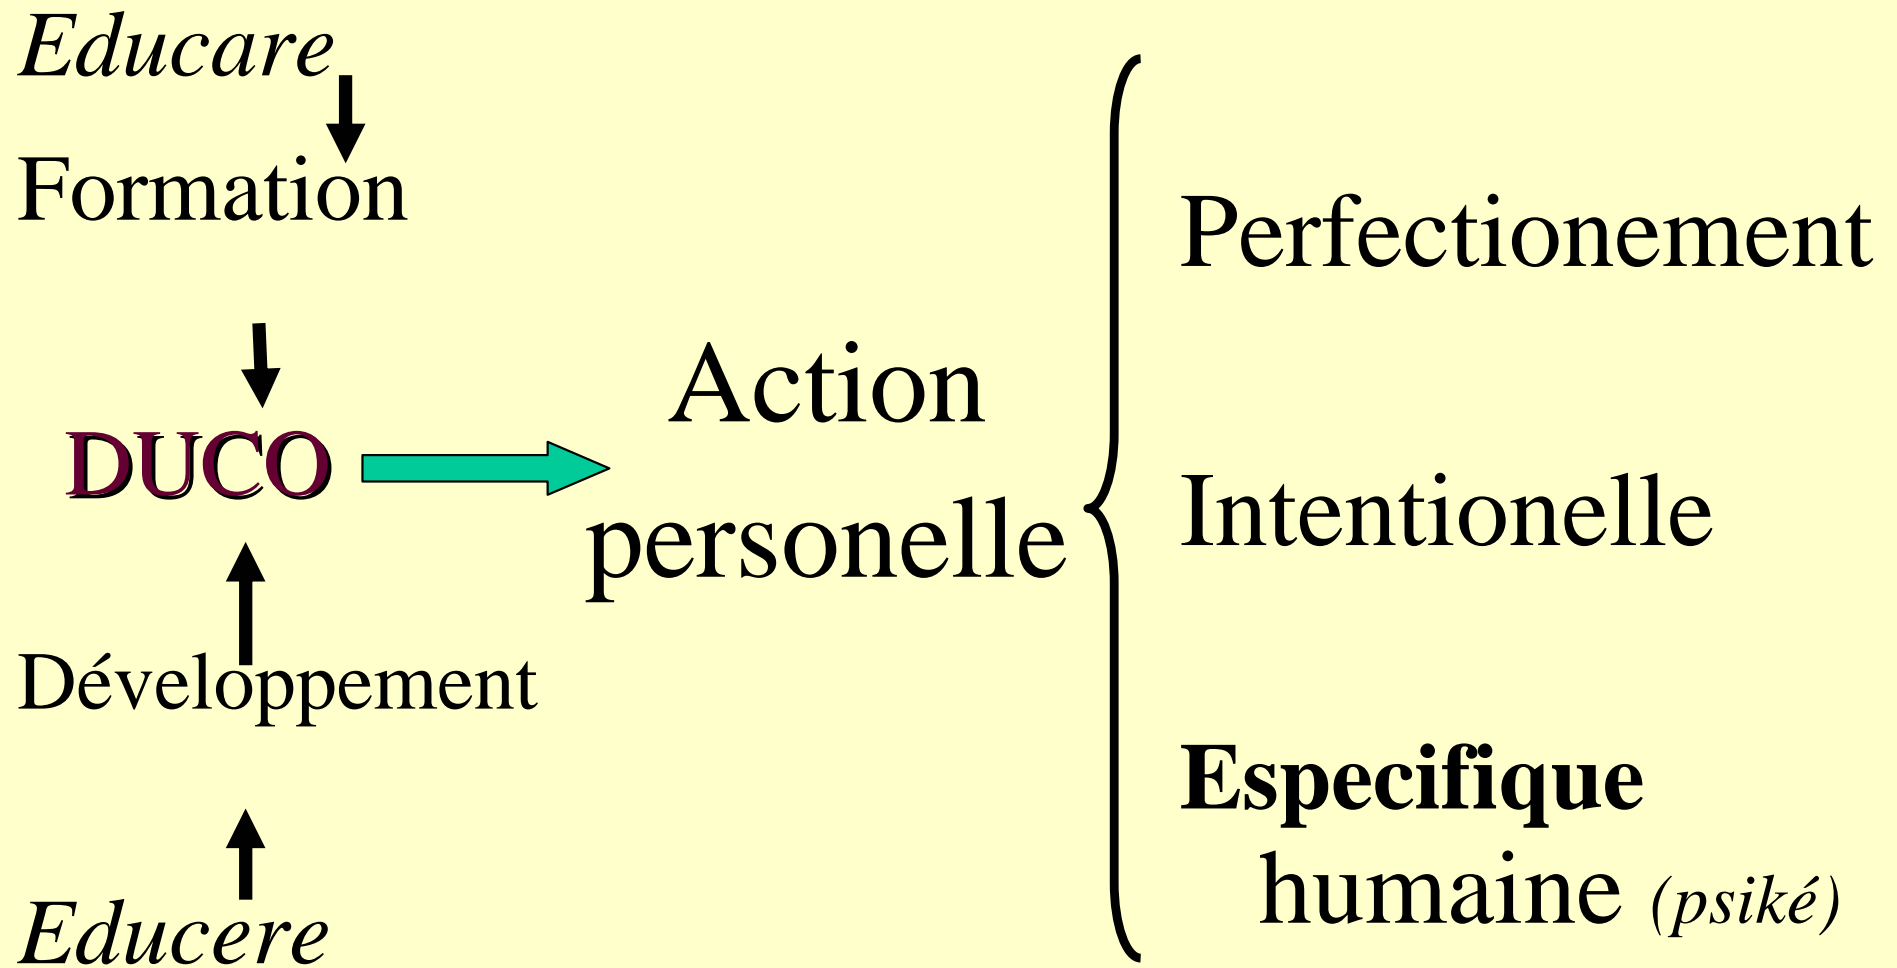 Educare
Formation
DUCO
Développement
Educere
Action
personelle
Perfectionement
Intentionelle
Especifique
humaine (psiké)